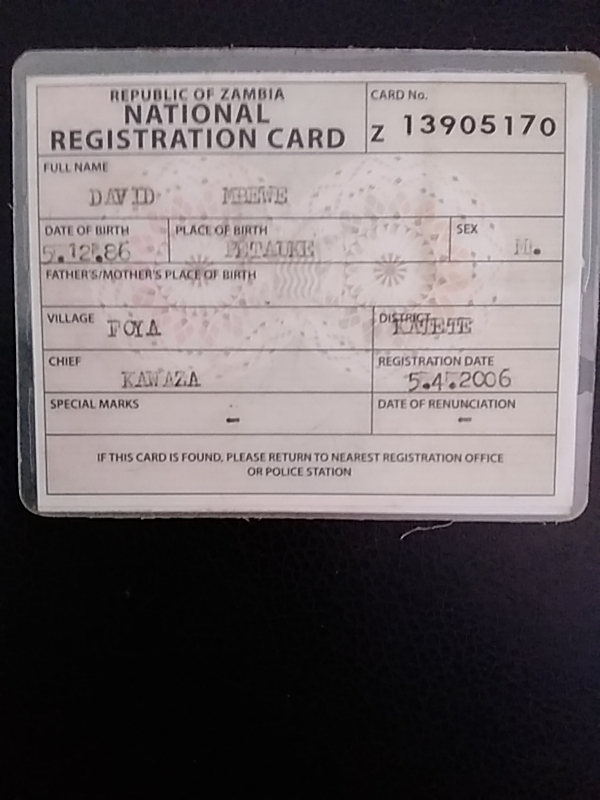 REPUBLIC OF ZAMBIA
NATIONAL
REGISTRATION CARD
CARD No.
Z 13905170
FULL NAME
DAVID MBEWE
DATE OF BIRTH
5.12.86
PLACE OF BIRTH
PETAUKE
SEX
M.
FATHER'S/MOTHER'S PLACE OF BIRTH
VILLAGE
FOYA
DISTRICT
KATETE
CHIEF
KAWAZA
REGISTRATION DATE
5.4.2006
SPECIAL MARKS
-
DATE OF RENUNCIATION
-
IF THIS CARD IS FOUND, PLEASE RETURN TO NEAREST REGISTRATION OFFICE
OR POLICE STATION